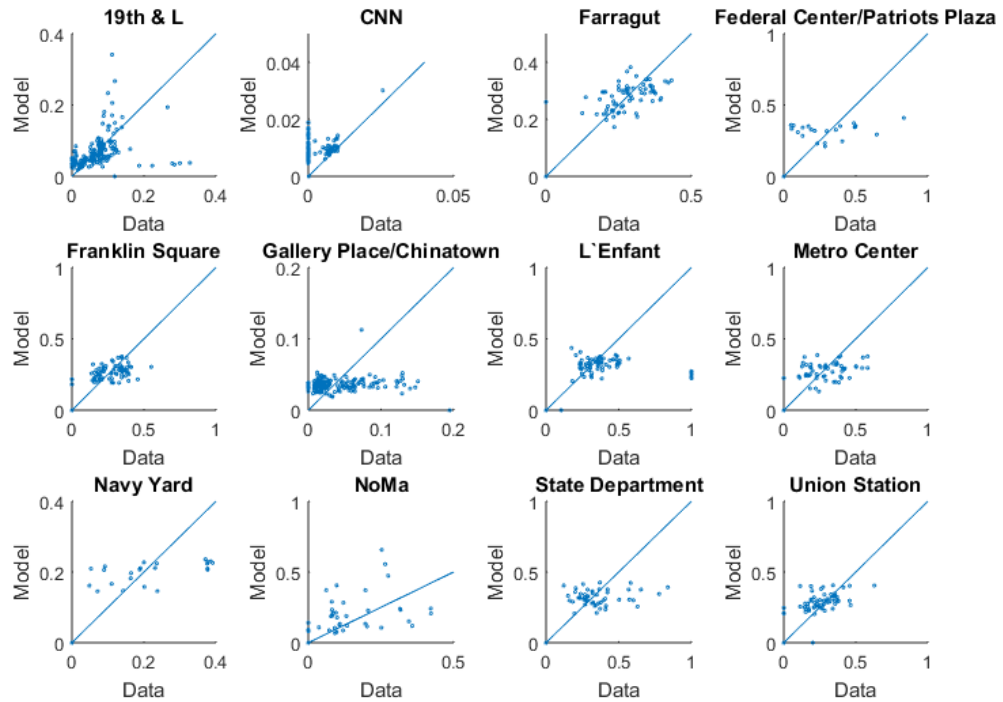 19th & L
CNN
Farragut
Federal Center/Patriots Plaza
0.4
0.2
0
0 0.2 0.4
Model
Data
0.04
0.02
0
0 0.05
Model
Data
0.4
0.2
0
0 0.5
Model
Data
1
0.5
0
0 0.5 1
Model
Data
Franklin Square
Gallery Place/Chinatown
L`Enfant
Metro Center
1
0.5
0
0 0.5 1
Model
Data
0.2
0.1
0
0 0.1 0.2
Model
Data
1
0.5
0
0 0.5 1
Model
Data
1
0.5
0
0 0.5 1
Model
Data
Navy Yard
NoMa
State Department
Union Station
0.4
0.2
0
0 0.2 0.4
Model
Data
1
0.5
0
0 0.5
Model
Data
1
0.5
0
0 0.5 1
Model
Data
1
0.5
0
0 0.5 1
Model
Data